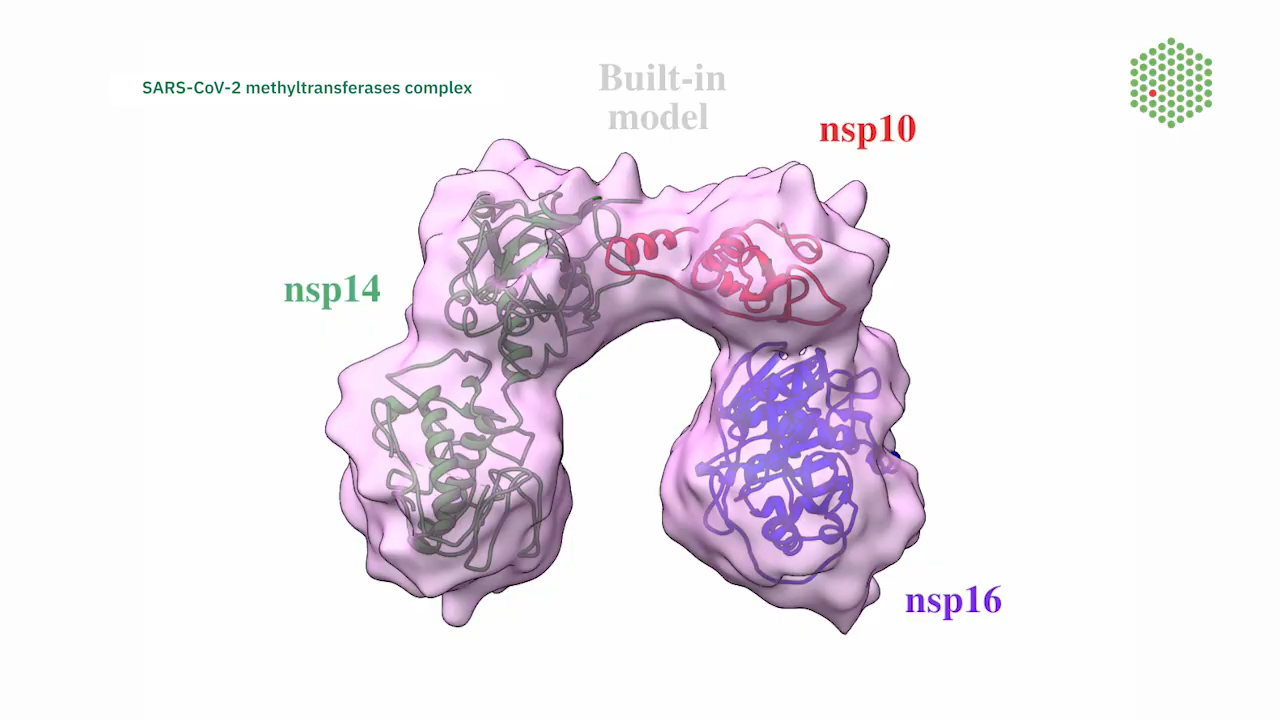 SARS-CoV-2 methyltransferases complex
Built-in
model
nsp10
nsp14
nsp16